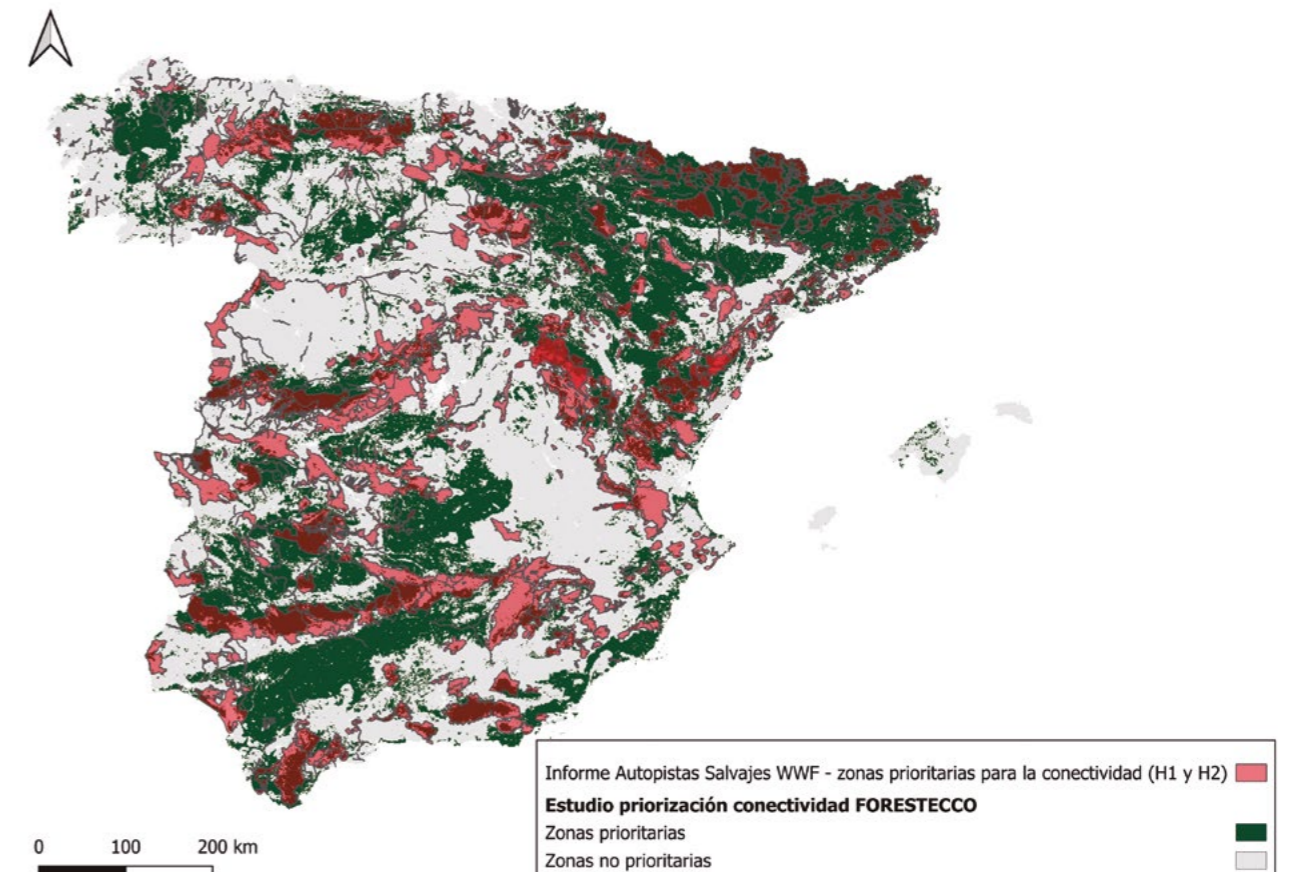 Informe Autopistas Salvajes WWF - zonas prioritarias para la conectividad (H1 y H2)
Estudio priorización conectividad FORESTECCO
Zonas prioritarias
Zonas no prioritarias
0 100 200 km